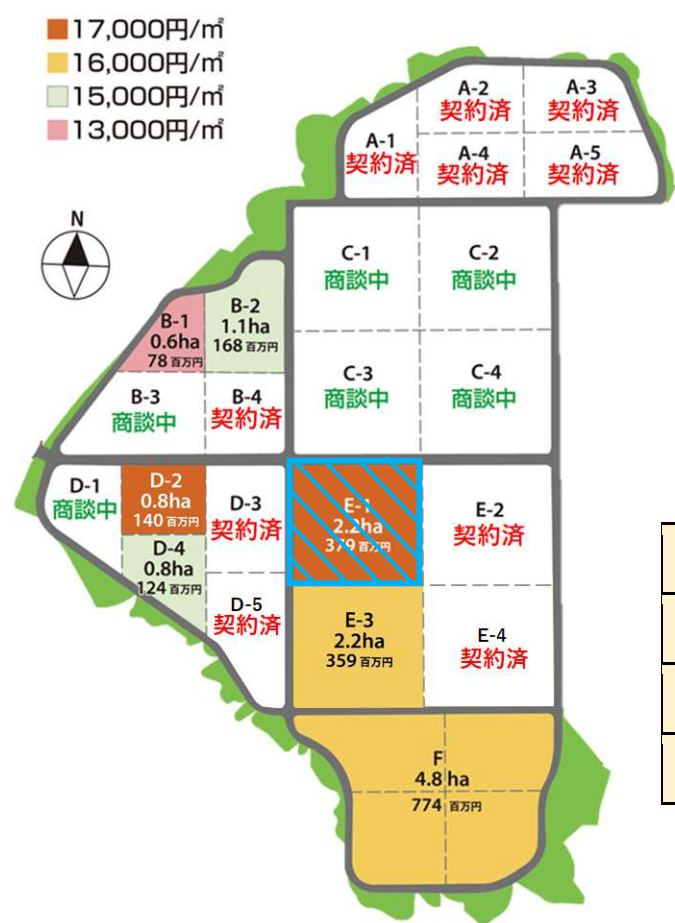 17,000円/㎡
16,000円/㎡
15,000円/㎡
13,000円/㎡
N
A-1
契約済
A-2
契約済
A-3
契約済
A-4
契約済
A-5
契約済
B-1
0.6ha
78 百万円
B-2
1.1ha
168 百万円
B-3
商談中
B-4
契約済
C-1
商談中
C-2
商談中
C-3
商談中
C-4
商談中
D-1
商談中
D-2
0.8ha
140 百万円
D-3
契約済
D-4
0.8ha
124 百万円
D-5
契約済
E-1
2.2ha
379 百万円
E-2
契約済
E-3
2.2ha
359 百万円
E-4
契約済
F
4.8 ha
774 百万円